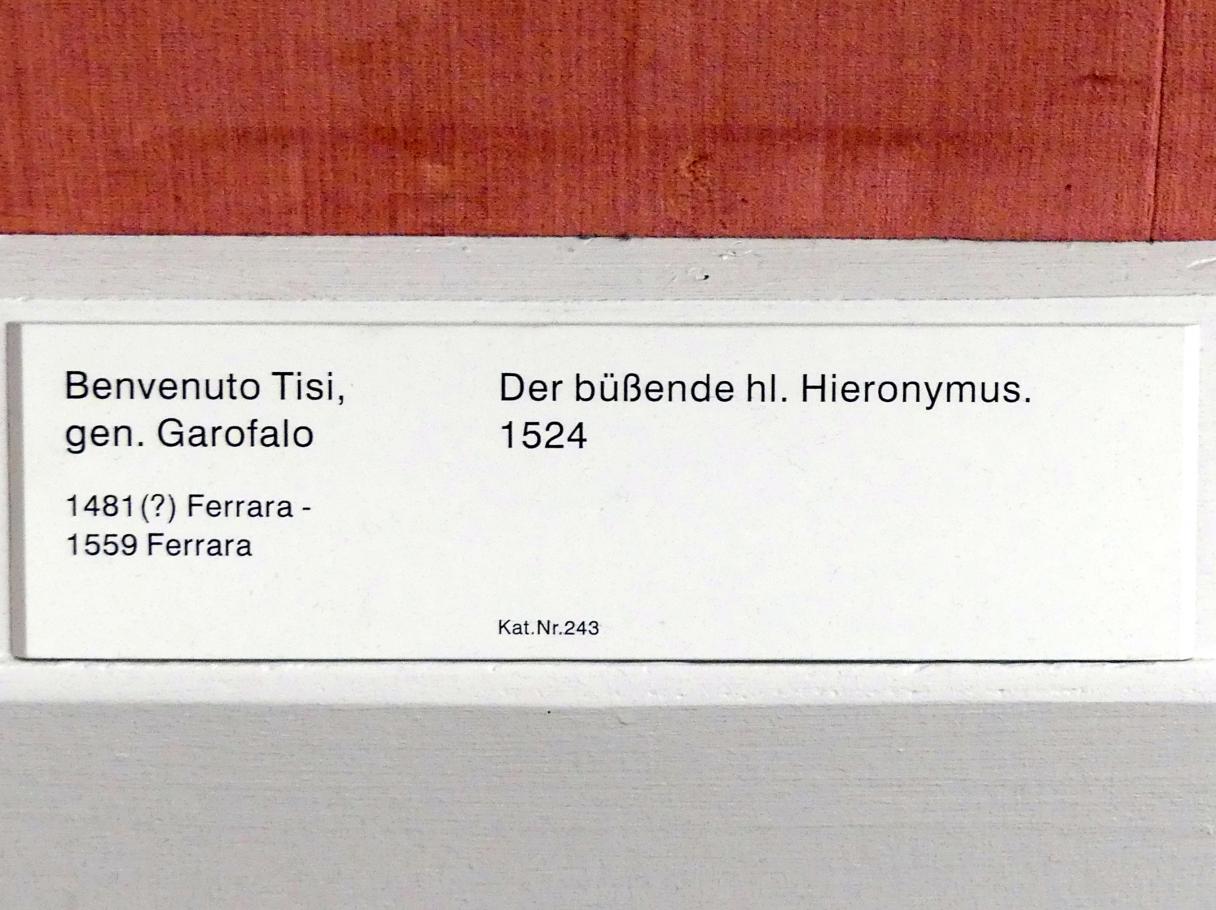 Benvenuto Tisi,
gen. Garofalo
1481(?) Ferrara -
1559 Ferrara
Der büßende hl. Hieronymus.
1524
Kat.Nr.243